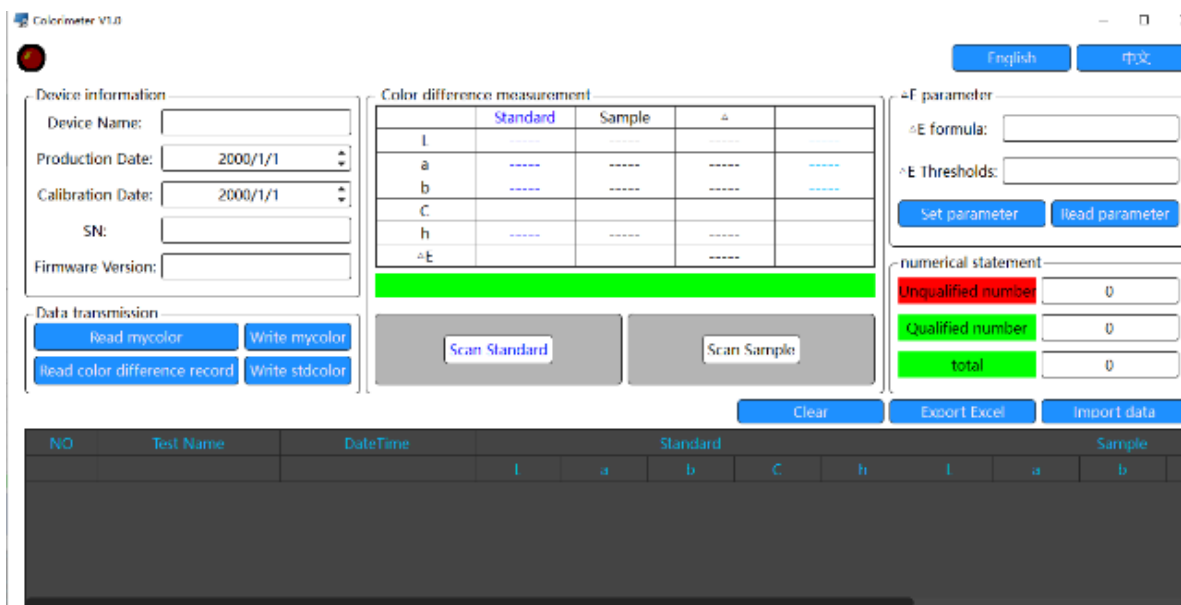 Colorimeter V1.0
English 中文
Device information
Device Name:
Production Date: 2000/1/1
Calibration Date: 2000/1/1
SN:
Firmware Version:
Data transmission
Read mycolor Write mycolor
Read color difference record Write stdcolor
Color difference measurement
Standard Sample △
L ----- ----- ----- -----
a ----- ----- ----- -----
b ----- ----- ----- -----
C
h ----- ----- -----
△E -----
Scan Standard Scan Sample
△E parameter
△E formula:
△E Thresholds:
Set parameter Read parameter
numerical statement
Unqualified number 0
Qualified number 0
total 0
Clear Export Excel Import data
NO Test Name DateTime Standard Sample
L a b C h L a b